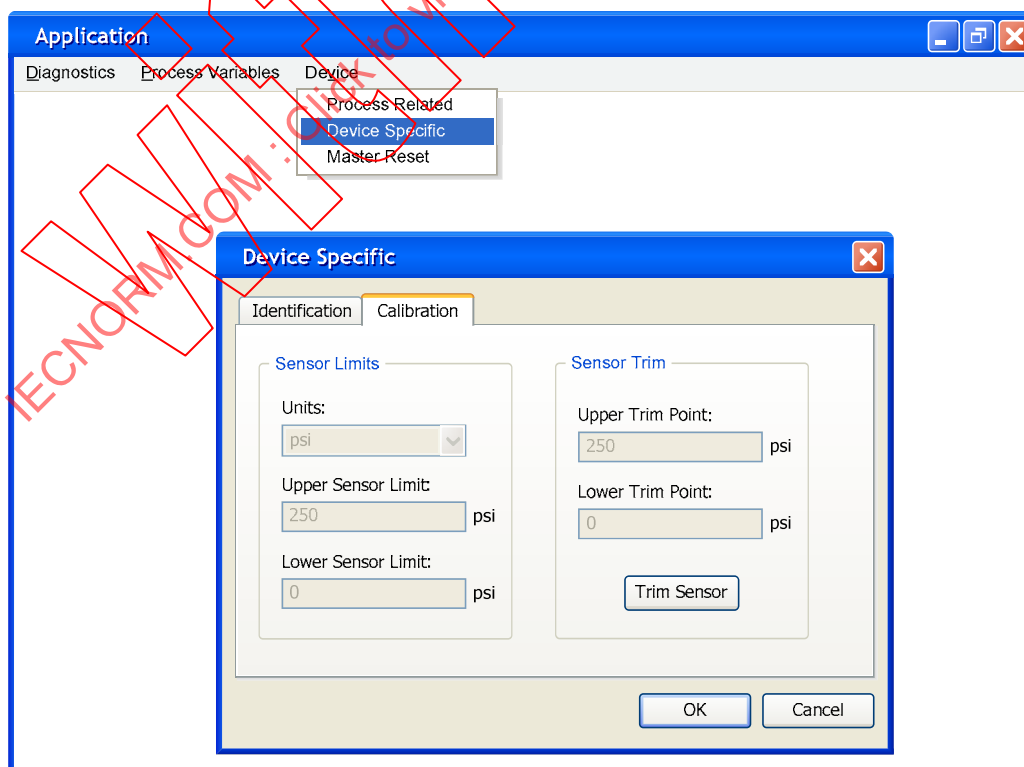 Application
Diagnostics Process Variables Device
Process Related
Device Specific
Master Reset
IECNORM.COM : Click to vi
Device Specific
Identification Calibration
Sensor Limits
Units:
psi
Upper Sensor Limit:
250 psi
Lower Sensor Limit:
0 psi
Sensor Trim
Upper Trim Point:
250 psi
Lower Trim Point:
0 psi
Trim Sensor
OK Cancel